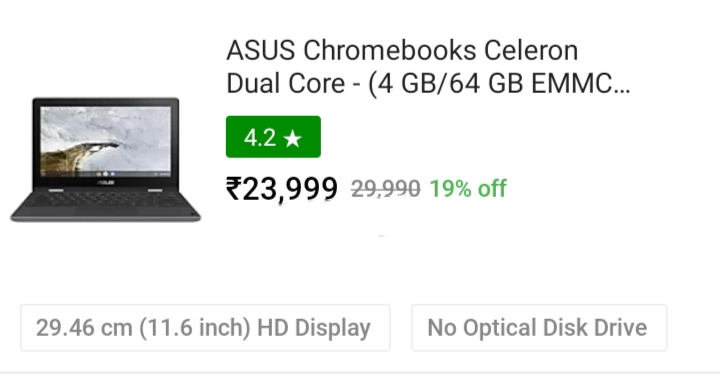 ASUS Chromebooks Celeron
Dual Core - (4 GB/64 GB EMMC...
4.2 ★
₹23,999 29,990 19% off
ASUS
29.46 cm (11.6 inch) HD Display
No Optical Disk Drive